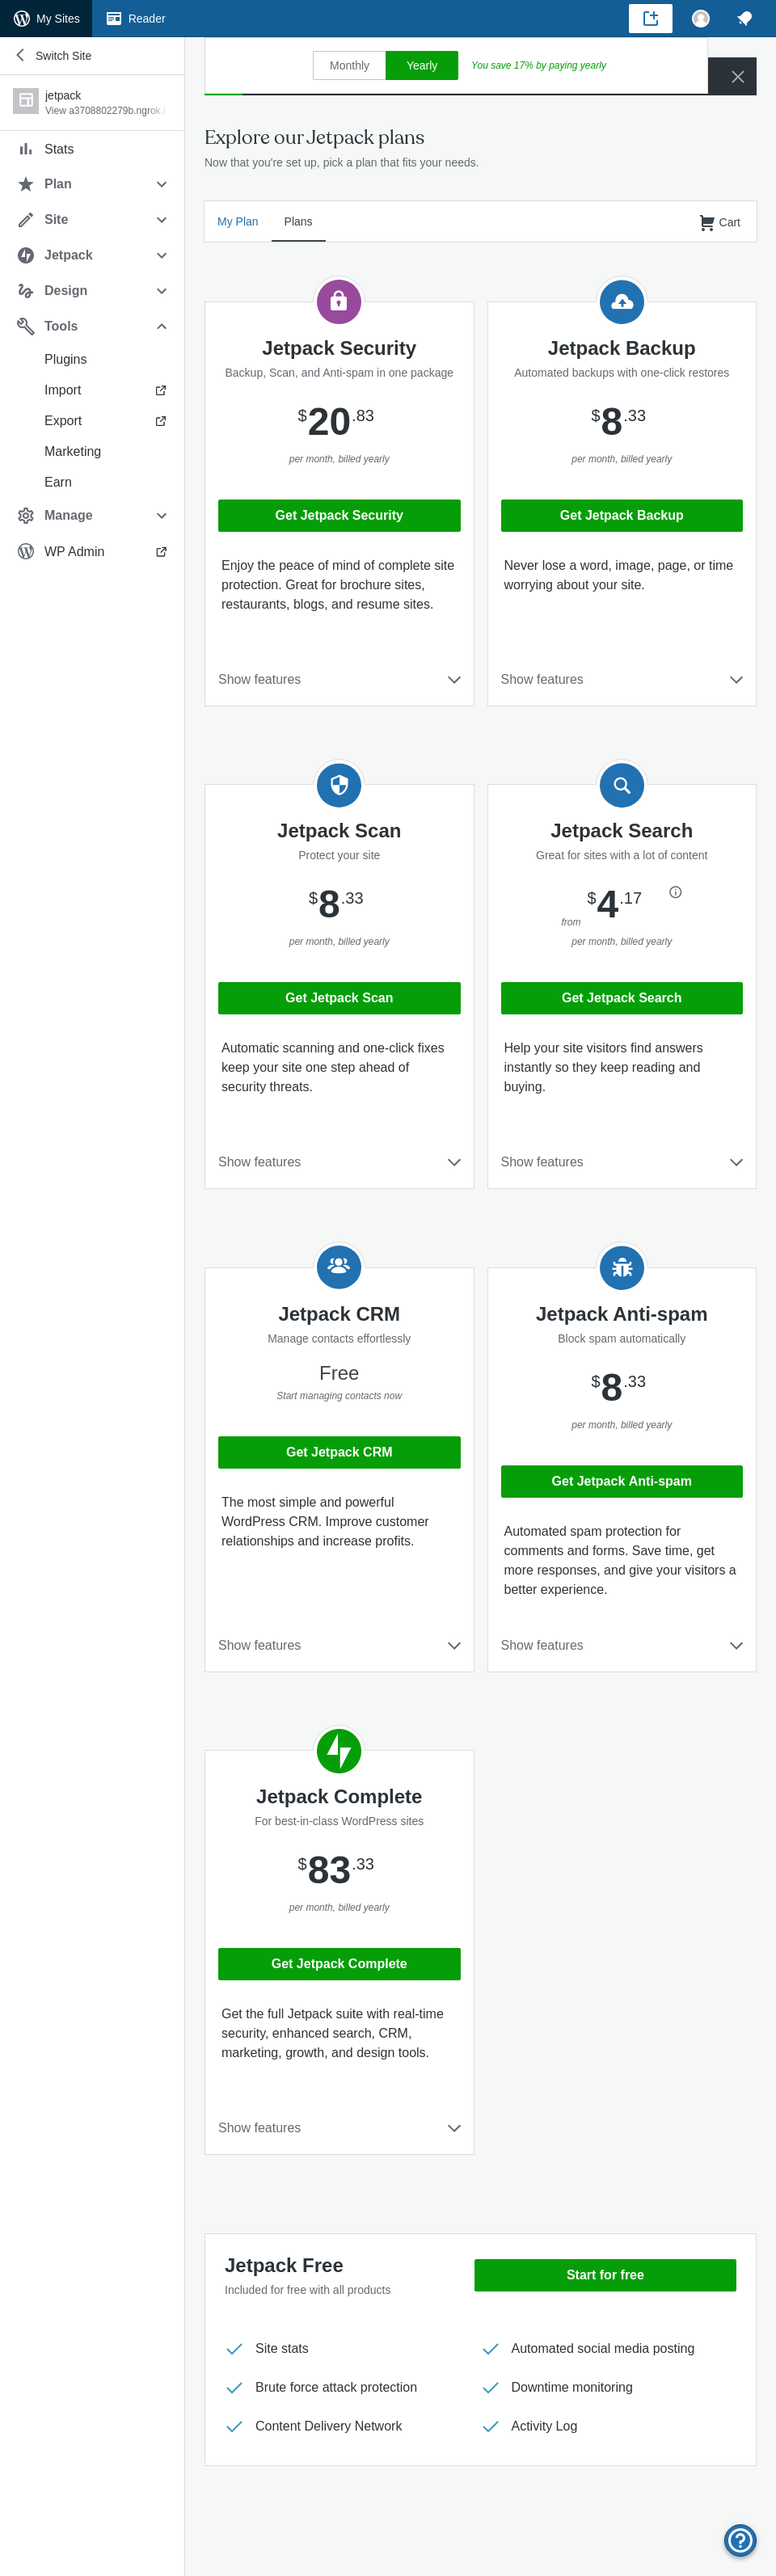 My Sites
Reader
Switch Site
jetpack
View a3708802279b.ngrok.i
Stats
Plan
Site
Jetpack
Design
Tools
Plugins
Import
Export
Marketing
Earn
Manage
WP Admin
Monthly
Yearly
You save 17% by paying yearly
Explore our Jetpack plans
Now that you're set up, pick a plan that fits your needs.
My Plan
Plans
Cart
Jetpack Security
Backup, Scan, and Anti-spam in one package
$20.83
per month, billed yearly
Get Jetpack Security
Enjoy the peace of mind of complete site
protection. Great for brochure sites,
restaurants, blogs, and resume sites.
Show features
Jetpack Backup
Automated backups with one-click restores
$8.33
per month, billed yearly
Get Jetpack Backup
Never lose a word, image, page, or time
worrying about your site.
Show features
Jetpack Scan
Protect your site
$8.33
per month, billed yearly
Get Jetpack Scan
Automatic scanning and one-click fixes
keep your site one step ahead of
security threats.
Show features
Jetpack Search
Great for sites with a lot of content
from $4.17
per month, billed yearly
Get Jetpack Search
Help your site visitors find answers
instantly so they keep reading and
buying.
Show features
Jetpack CRM
Manage contacts effortlessly
Free
Start managing contacts now
Get Jetpack CRM
The most simple and powerful
WordPress CRM. Improve customer
relationships and increase profits.
Show features
Jetpack Anti-spam
Block spam automatically
$8.33
per month, billed yearly
Get Jetpack Anti-spam
Automated spam protection for
comments and forms. Save time, get
more responses, and give your visitors a
better experience.
Show features
Jetpack Complete
For best-in-class WordPress sites
$83.33
per month, billed yearly
Get Jetpack Complete
Get the full Jetpack suite with real-time
security, enhanced search, CRM,
marketing, growth, and design tools.
Show features
Jetpack Free
Included for free with all products
Start for free
Site stats
Automated social media posting
Brute force attack protection
Downtime monitoring
Content Delivery Network
Activity Log